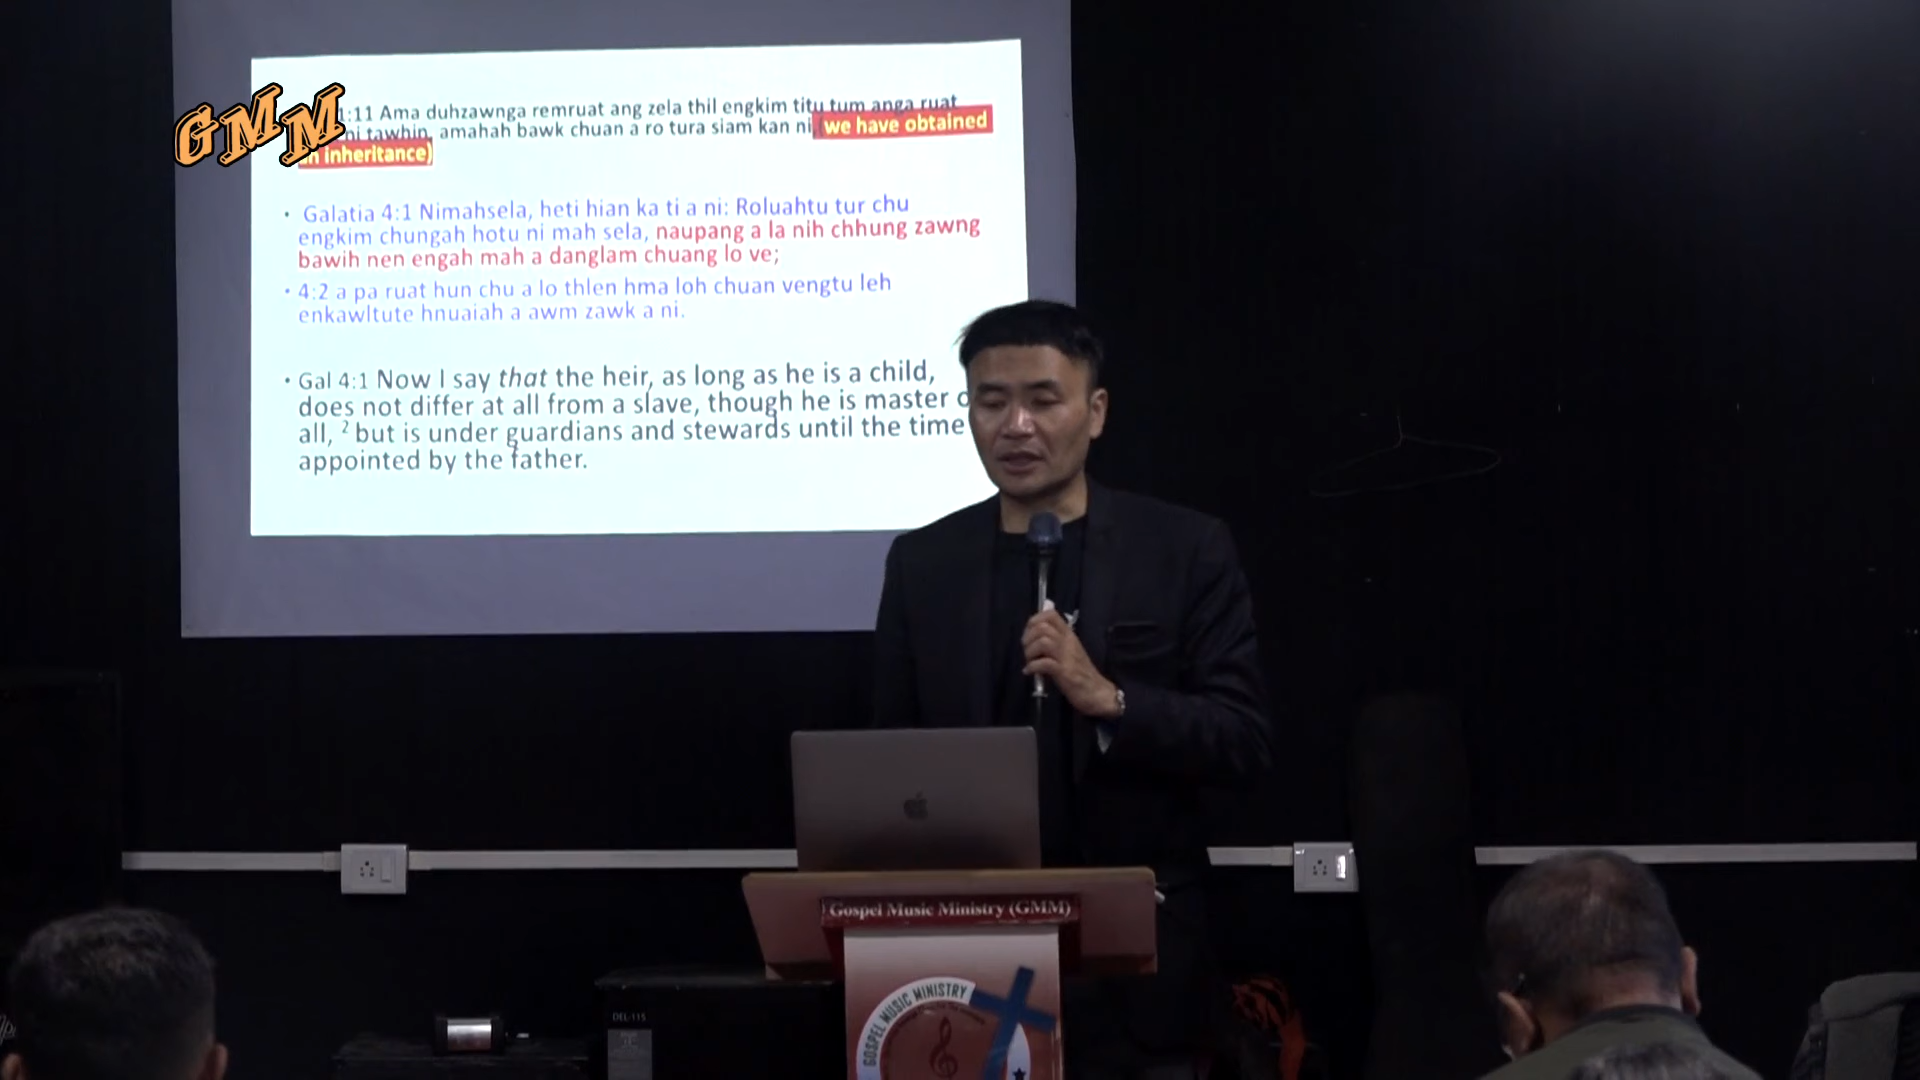 GMM
1:11 Ama duhzawnga remruat ang zela thil engkim titu tum anga ruat
ni tawhin, amahah bawk chuan a ro tura siam kan ni, we have obtained
inheritance)
• Galatia 4:1 Nimahsela, heti hian ka ti a ni: Roluahtu tur chu
engkim chungah hotu ni mah sela, naupang a la nih chhung zawng
bawih nen engah mah a danglam chuang lo ve;
• 4:2 a pa ruat hun chu a lo thlen hma loh chuan vengtu leh
enkawltute hnuaiah a awm zawk a ni.
• Gal 4:1 Now I say that the heir, as long as he is a child,
does not differ at all from a slave, though he is master
all, 2 but is under guardians and stewards until the time
appointed by the father.
Gospel Music Ministry (GMM)
GOSPEL MUSIC MINISTRY
DEL-115